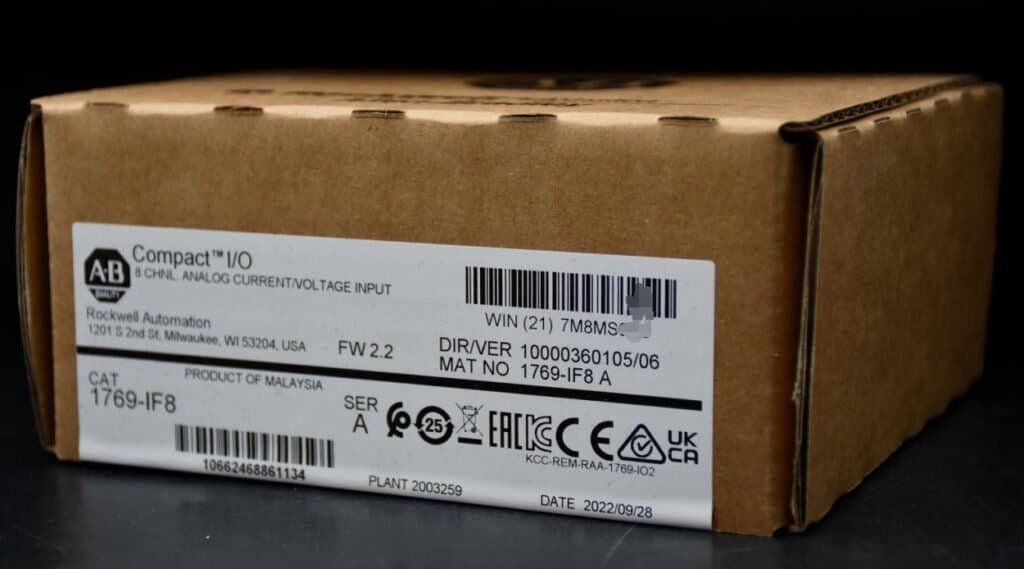 A·B
QUALITY
Compact™ I/O
8 CHNL. ANALOG CURRENT/VOLTAGE INPUT
Rockwell Automation
1201 S 2nd St, Milwaukee, WI 53204, USA
FW 2.2
WIN (21) 7M8MS
DIR/VER 10000360105/06
MAT NO 1769-IF8 A
PRODUCT OF MALAYSIA
CAT
1769-IF8
SER
A
25
EAC
KC
CE
UK
CA
KCC-REM-RAA-1769-IO2
10662468861134
PLANT 2003259
DATE 2022/09/28